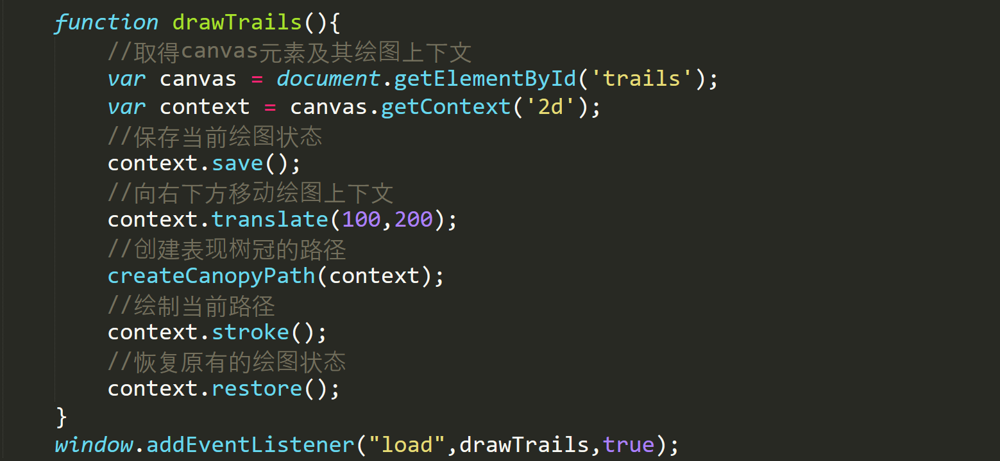 function drawTrails(){
//取得canvas元素及其绘图上下文
var canvas = document.getElementById('trails');
var context = canvas.getContext('2d');
//保存当前绘图状态
context.save();
//向右下方移动绘图上下文
context.translate(100,200);
//创建表现树冠的路径
createCanopyPath(context);
//绘制当前路径
context.stroke();
//恢复原有的绘图状态
context.restore();
}
window.addEventListener("load",drawTrails,true);